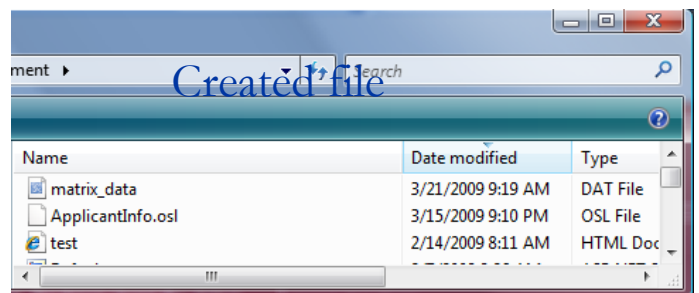 ment
Search
Created file
Name Date modified Type
matrix_data 3/21/2009 9:19 AM DAT File
ApplicantInfo.osl 3/15/2009 9:10 PM OSL File
test 2/14/2009 8:11 AM HTML Doc